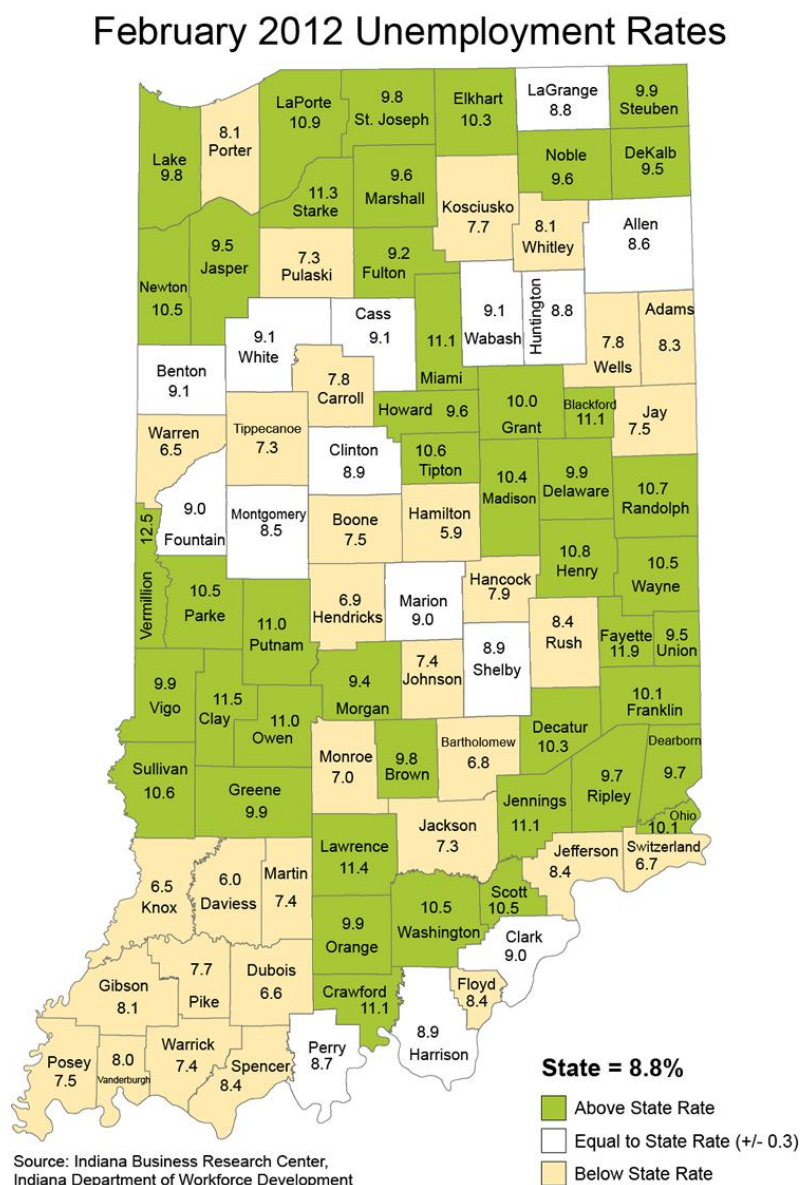 February 2012 Unemployment Rates
LaPorte
10.9
9.8
St. Joseph
Elkhart
10.3
LaGrange
8.8
9.9
Steuben
8.1
Porter
Lake
9.8
Noble
9.6
DeKalb
9.5
9.6
Marshall
11.3
Starke
Kosciusko
7.7
8.1
Whitley
Allen
8.6
9.5
Jasper
7.3
Pulaski
9.2
Fulton
Newton
10.5
9.1
White
Cass
9.1
11.1
Miami
9.1
Wabash
Huntington
8.8
7.8
Wells
Adams
8.3
Benton
9.1
7.8
Carroll
Howard 9.6
10.0
Grant
Blackford
11.1
Jay
7.5
Warren
6.5
Tippecanoe
7.3
Clinton
8.9
10.6
Tipton
10.4
Madison
9.9
Delaware
10.7
Randolph
9.0
Fountain
Montgomery
8.5
Boone
7.5
Hamilton
5.9
Vermillion 12.5
10.8
Henry
10.5
Wayne
10.5
Parke
11.0
Putnam
6.9
Hendricks
Marion
9.0
Hancock
7.9
8.4
Rush
Fayette
11.9
9.5
Union
9.9
Vigo
11.5
Clay
11.0
Owen
9.4
Morgan
7.4
Johnson
8.9
Shelby
10.1
Franklin
Decatur
10.3
Dearborn
9.7
Sullivan
10.6
Greene
9.9
Monroe
7.0
9.8
Brown
Bartholomew
6.8
Jennings
11.1
9.7
Ripley
Ohio
10.1
Lawrence
11.4
Jackson
7.3
Jefferson
8.4
Switzerland
6.7
6.5
Knox
6.0
Daviess
Martin
7.4
9.9
Orange
10.5
Washington
Scott
10.5
Clark
9.0
Gibson
8.1
7.7
Pike
Dubois
6.6
Crawford
11.1
Floyd
8.4
8.9
Harrison
Posey
7.5
8.0
Vanderburgh
Warrick
7.4
Spencer
8.4
Perry
8.7
State = 8.8%
Above State Rate
Equal to State Rate (+/- 0.3)
Below State Rate
Source: Indiana Business Research Center,
Indiana Department of Workforce Development